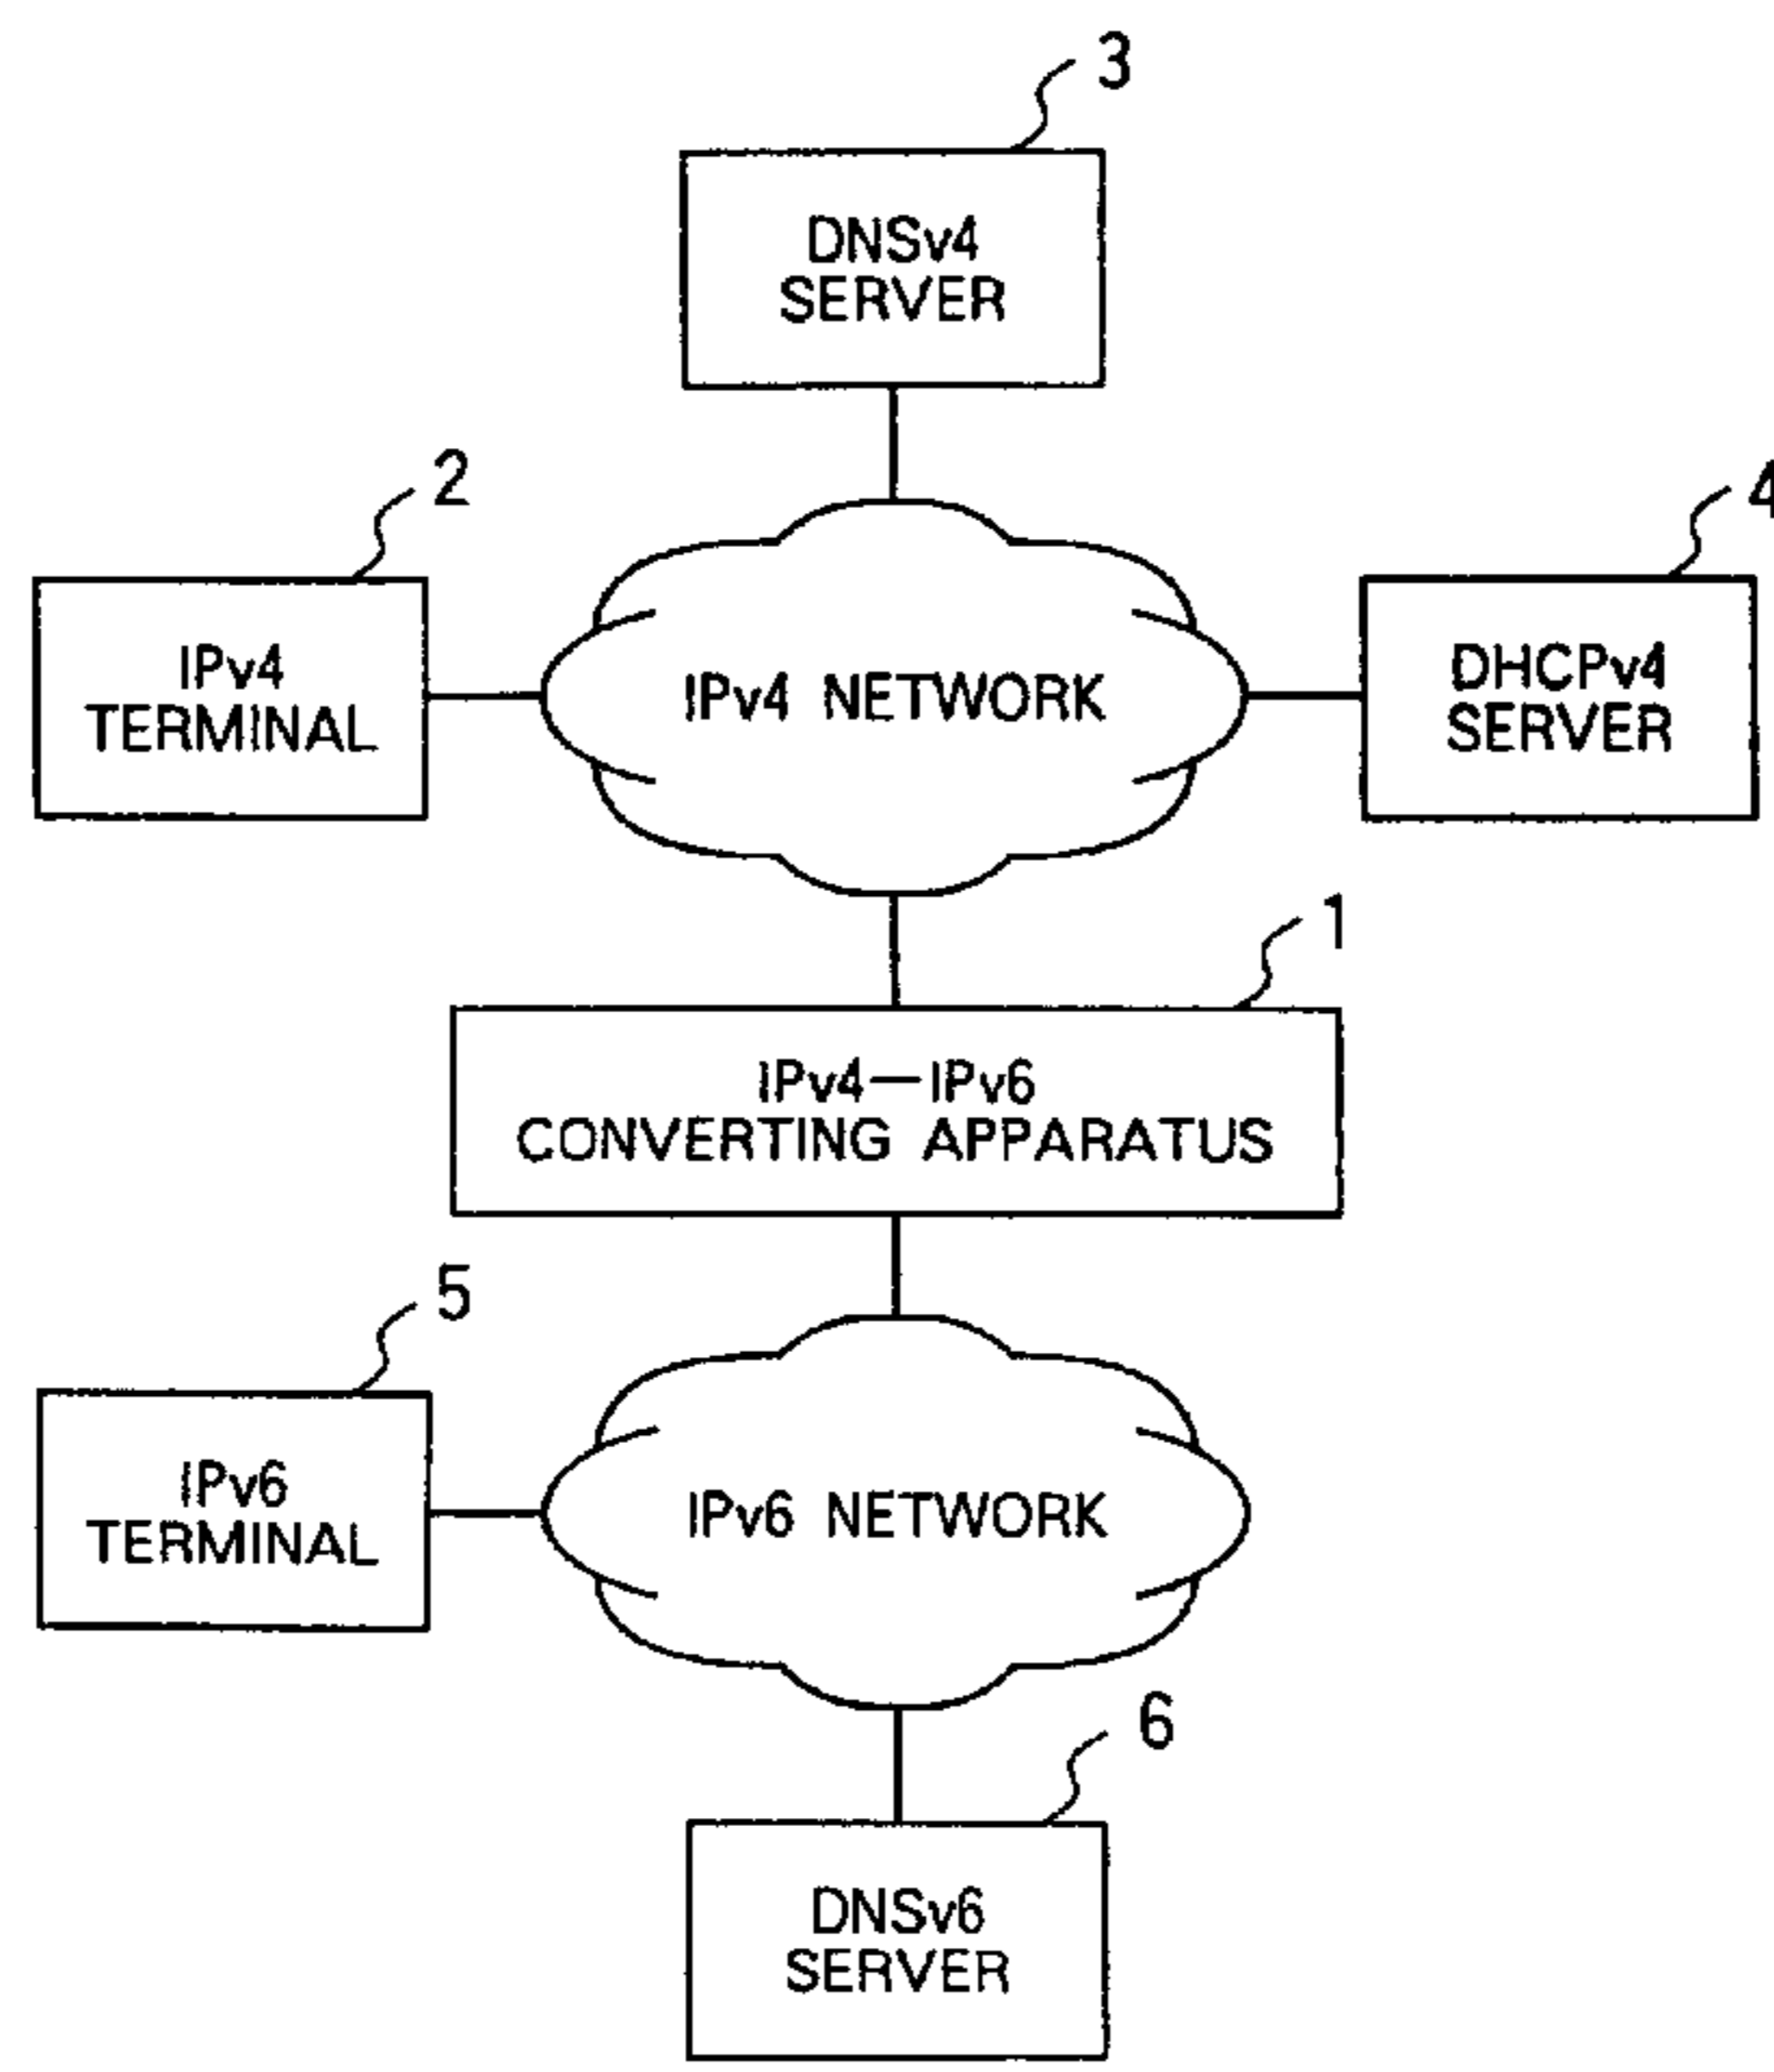 3
DNSv4
SERVER
2
4
IPv4
TERMINAL
IPv4 NETWORK
DHCPv4
SERVER
1
IPv4—IPv6
CONVERTING APPARATUS
5
IPv6
TERMINAL
IPv6 NETWORK
6
DNSv6
SERVER